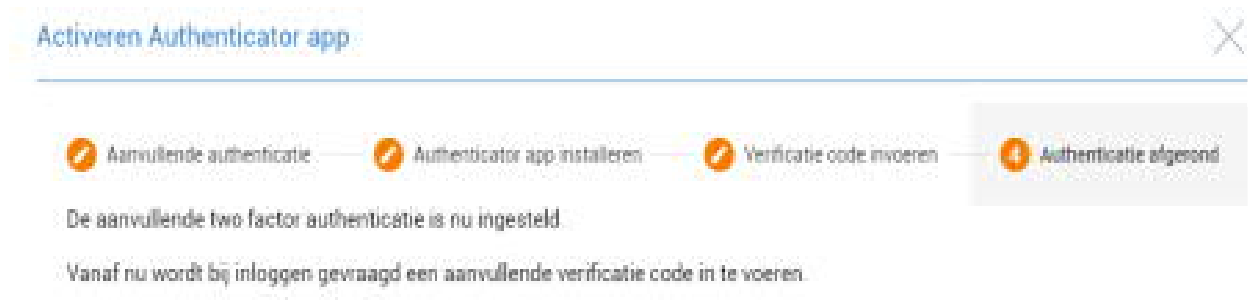 Activeren Authenticator app
Aanvullende authenticatie Authenticator app installeren Verificatie code invoeren 4 Authenticatie afgerond
De aanvullende two factor authenticatie is nu ingesteld.
Vanaf nu wordt bij inloggen gevraagd een aanvullende verificatie code in te voeren.